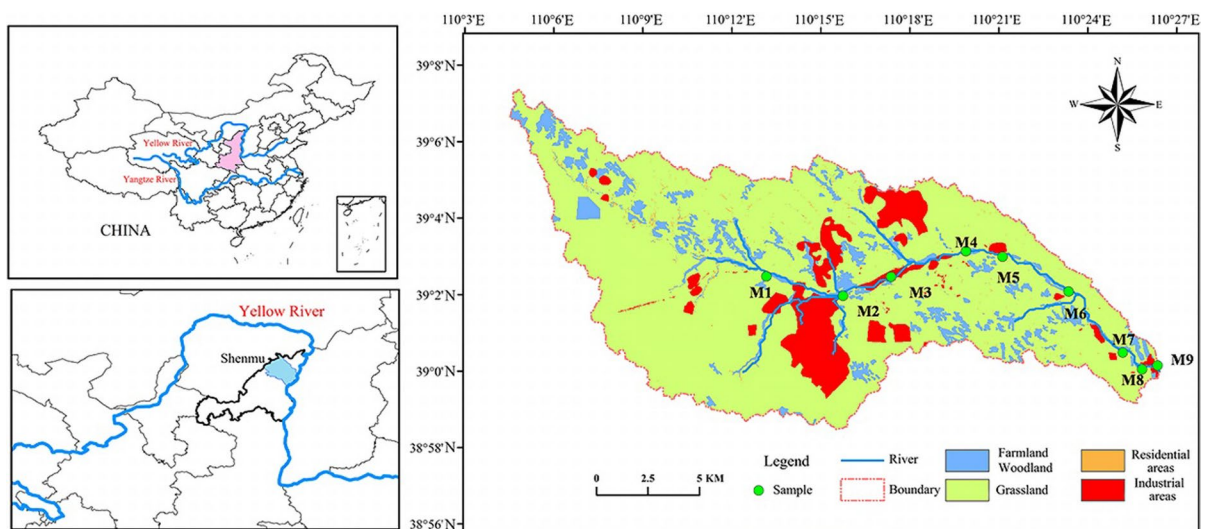 Yellow River
Yangtze River
CHINA
Yellow River
Shenmu
110°3'E 110°6'E 110°9'E 110°12'E 110°15'E 110°18'E 110°21'E 110°24'E 110°27'E
39°8'N
39°6'N
39°4'N
39°2'N
39°0'N
38°58'N
38°56'N
N
W E
S
M1
M2
M3
M4
M5
M6
M7
M8
M9
0 2.5 5 KM
Legend
Sample
River
Boundary
Farmland
Woodland
Grassland
Residential
areas
Industrial
areas